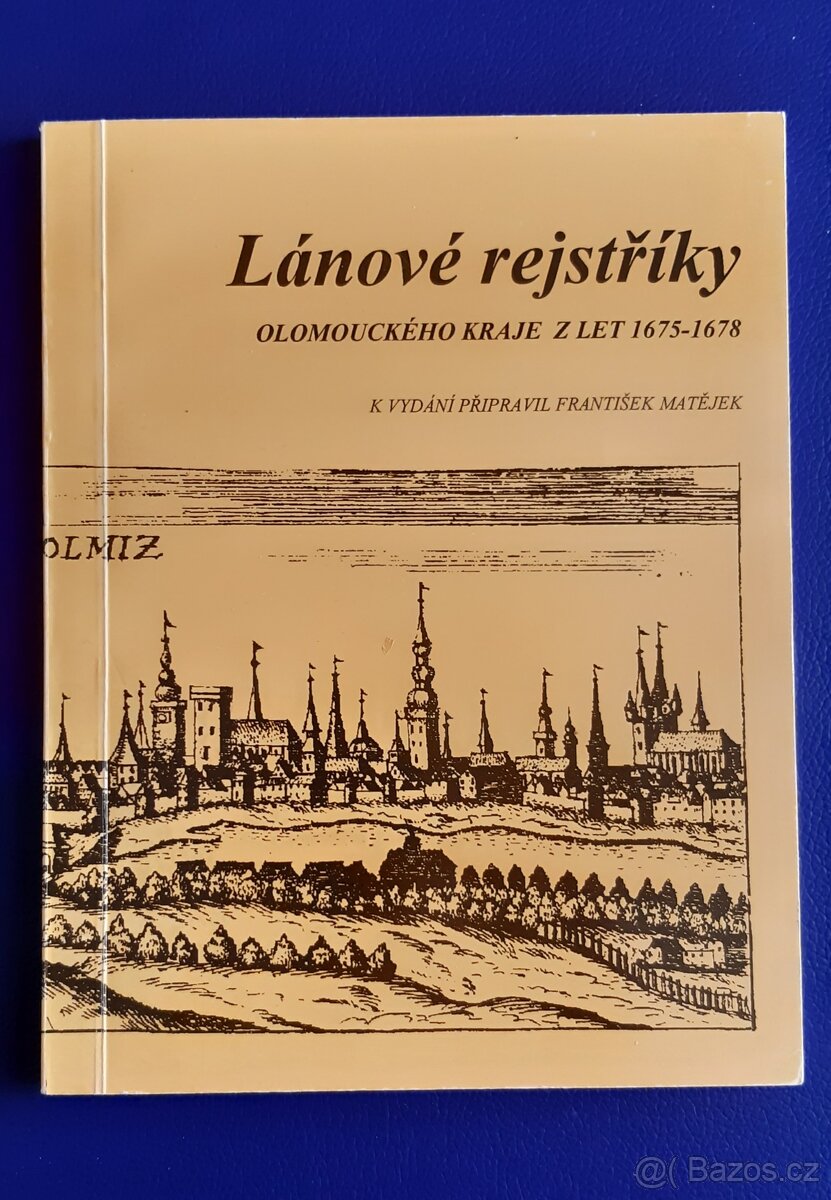 Lánové rejstříky
OLOMOUCKÉHO KRAJE Z LET 1675-1678
K VYDÁNÍ PŘIPRAVIL FRANTIŠEK MATĚJEK
OLMIZ
@( Bazos.cz